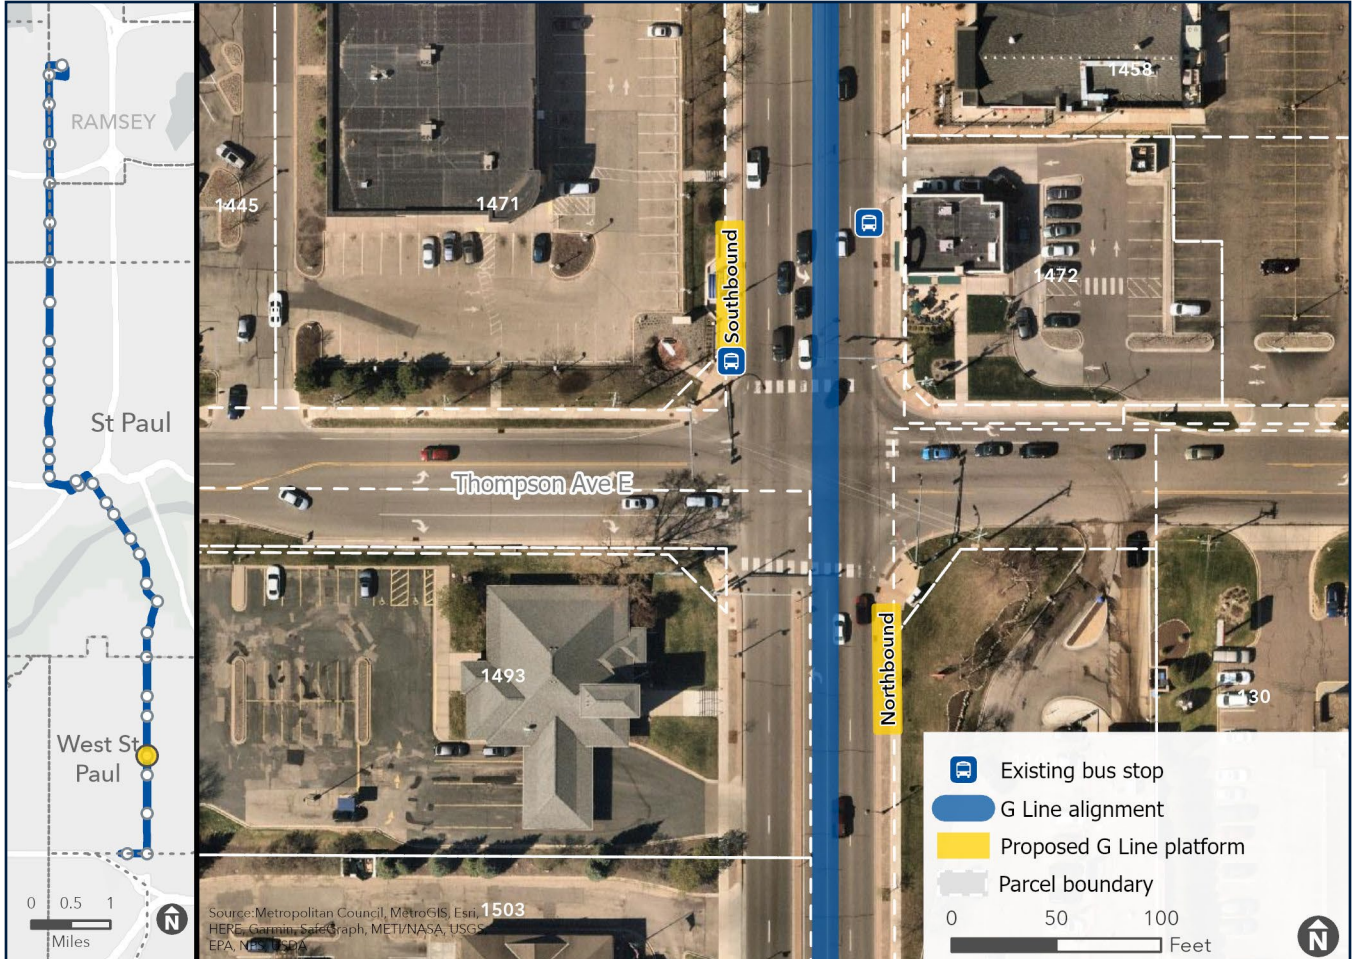 RAMSEY
St Paul
West St
Paul
0 0.5 1
Miles
N
1458
1445
1471
1472
Southbound
Thompson Ave E
Northbound
1493
130
1503
Source:Metropolitan Council, MetroGIS, Esri,
HERE, Garmin, SafeGraph, METI/NASA, USGS,
EPA, NPS, USDA
Existing bus stop
G Line alignment
Proposed G Line platform
Parcel boundary
0 50 100
Feet
N